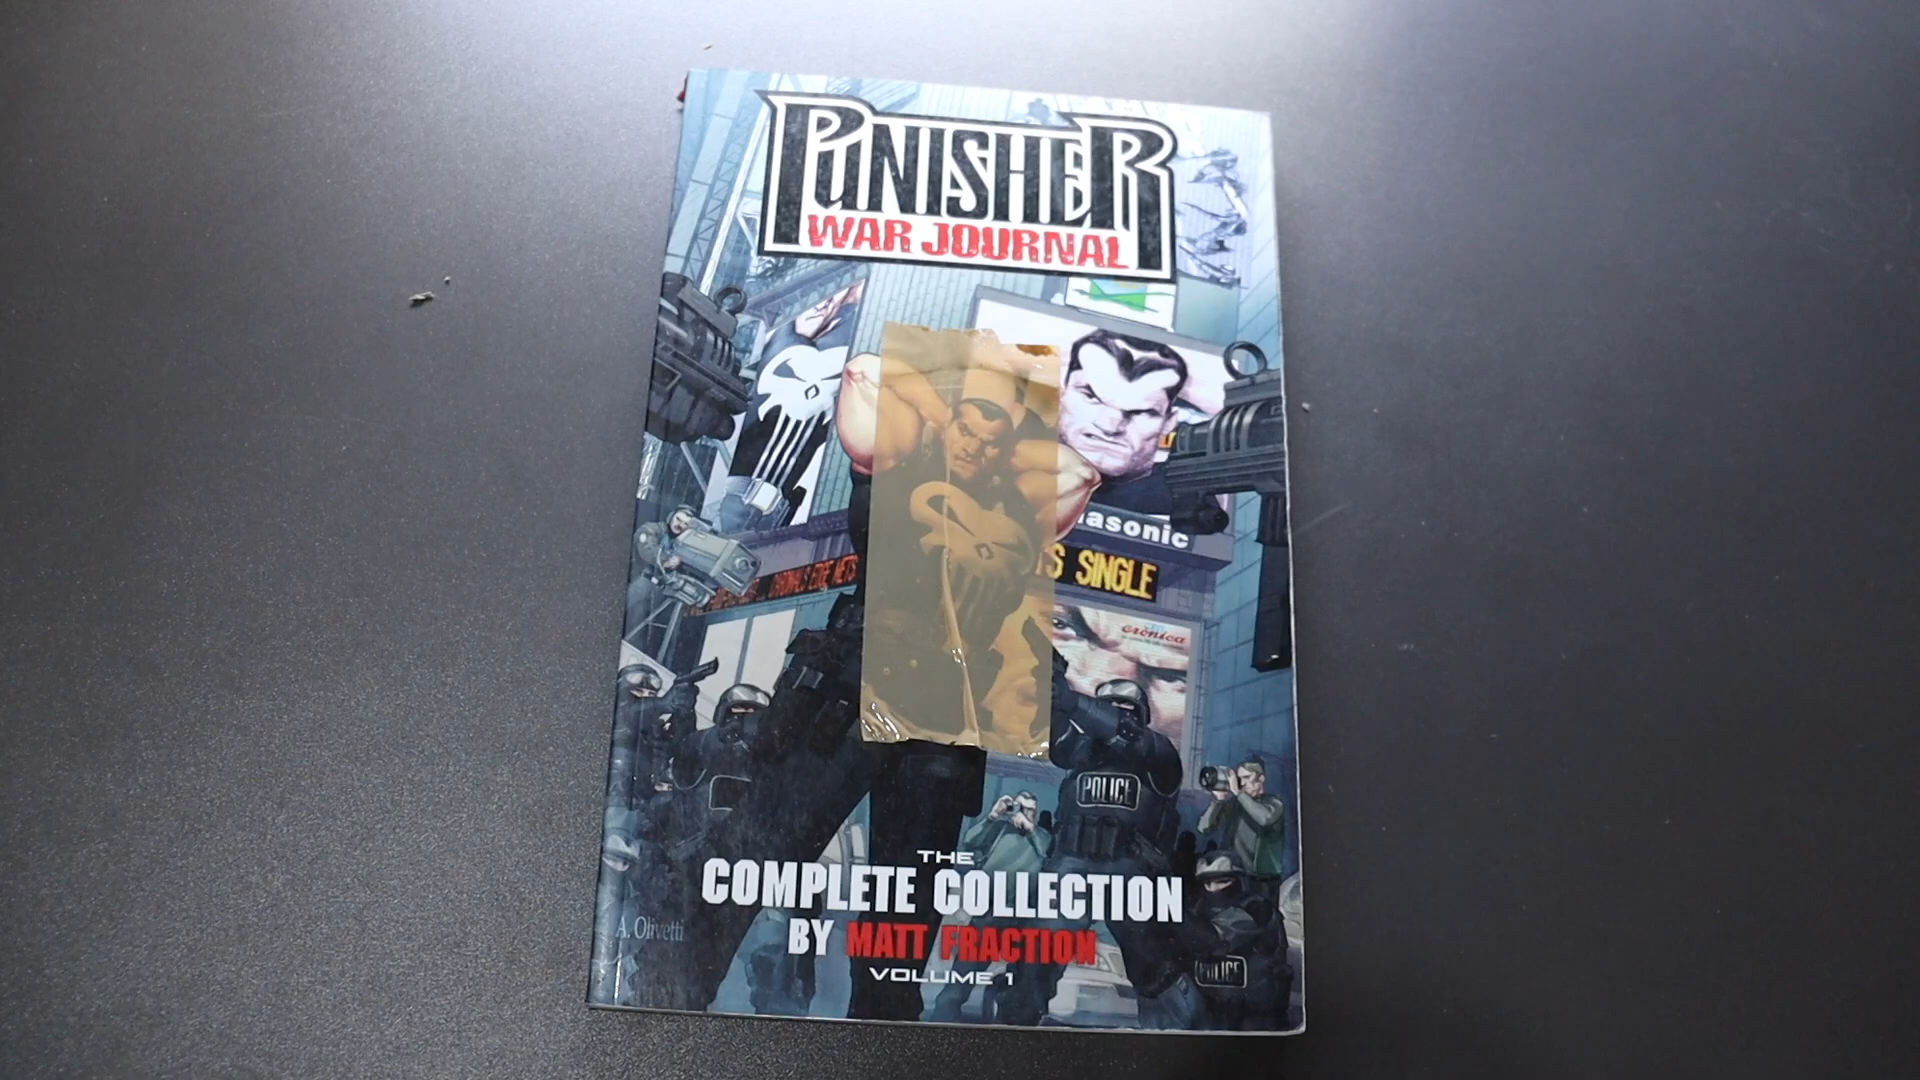 PUNISHER
WAR JOURNAL
asonic
S SINGLE
crónica
POLICE
THE
COMPLETE COLLECTION
BY MATT FRACTION
A. Olivetti
VOLUME 1
POLICE